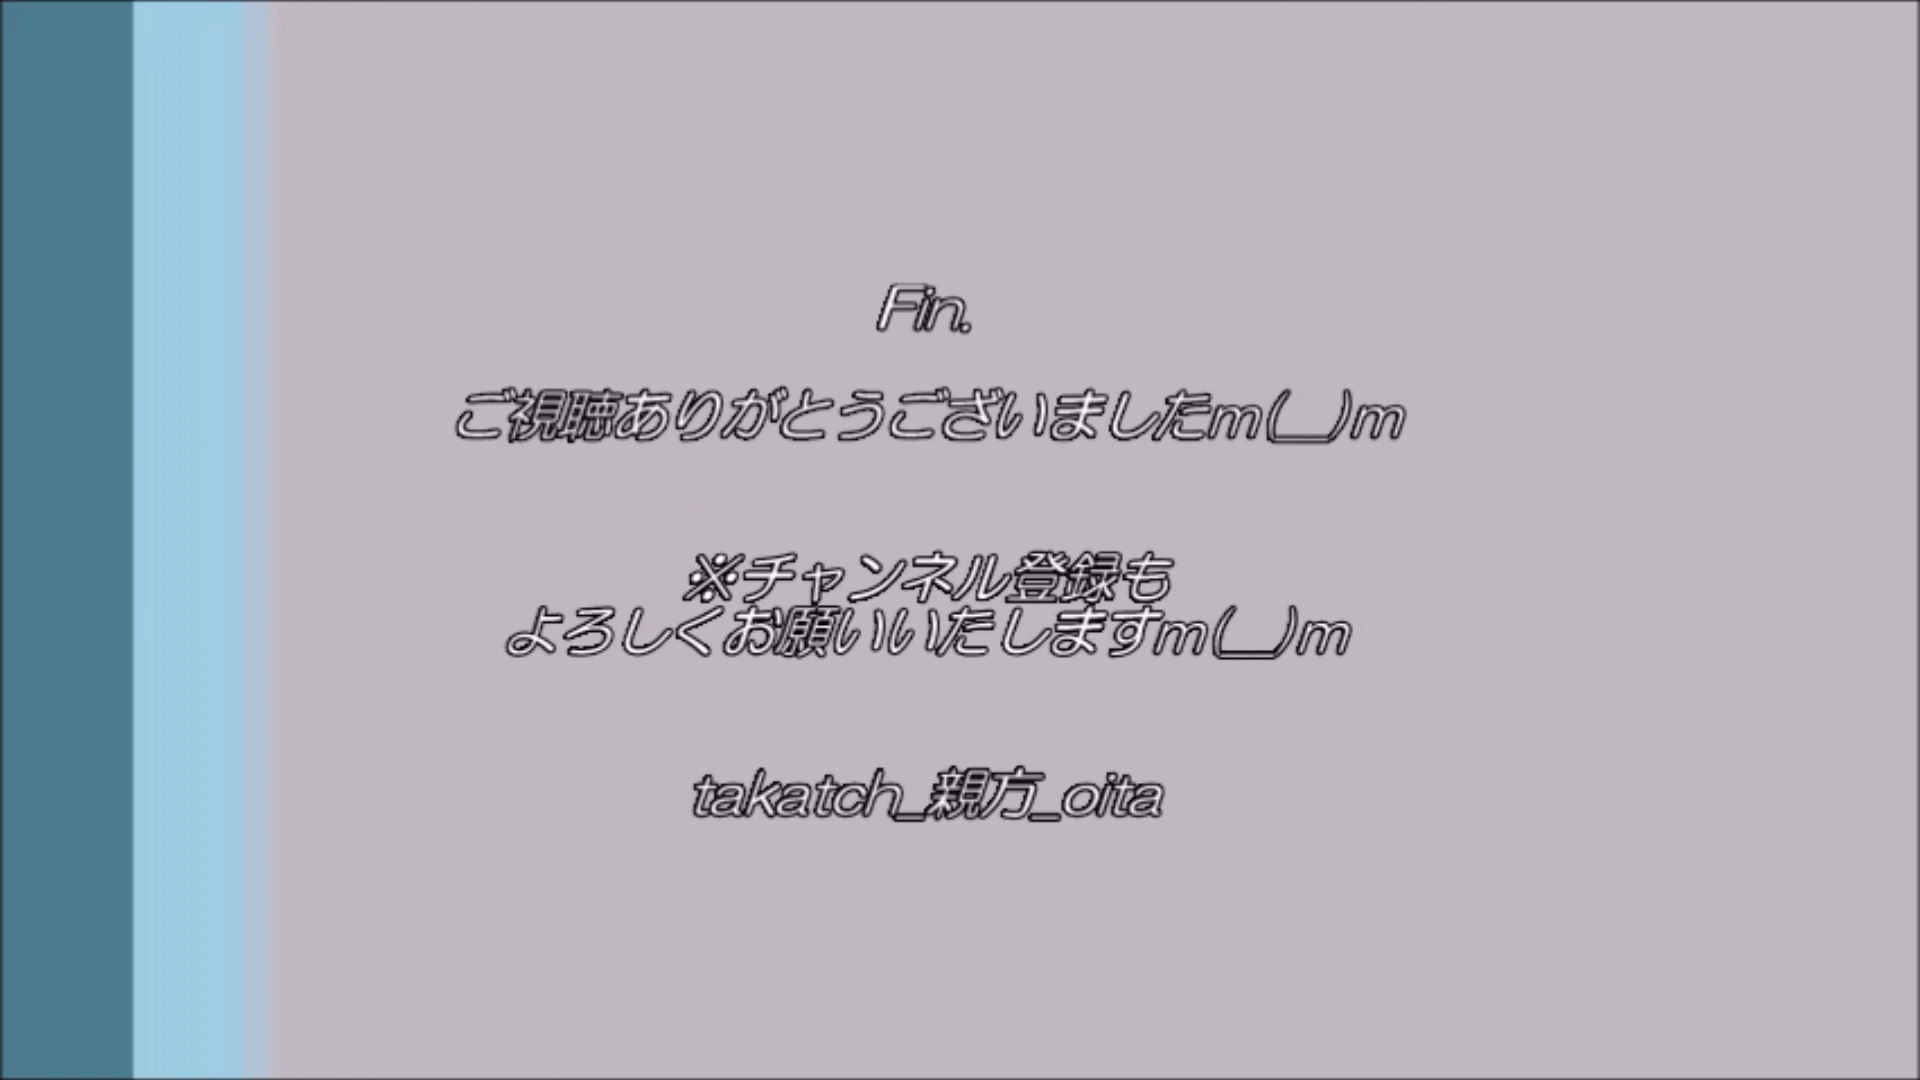 Fin.
ご視聴ありがとうございましたm(__)m
※チャンネル登録も
よろしくお願いいたしますm(__)m
takatch_親方_oita